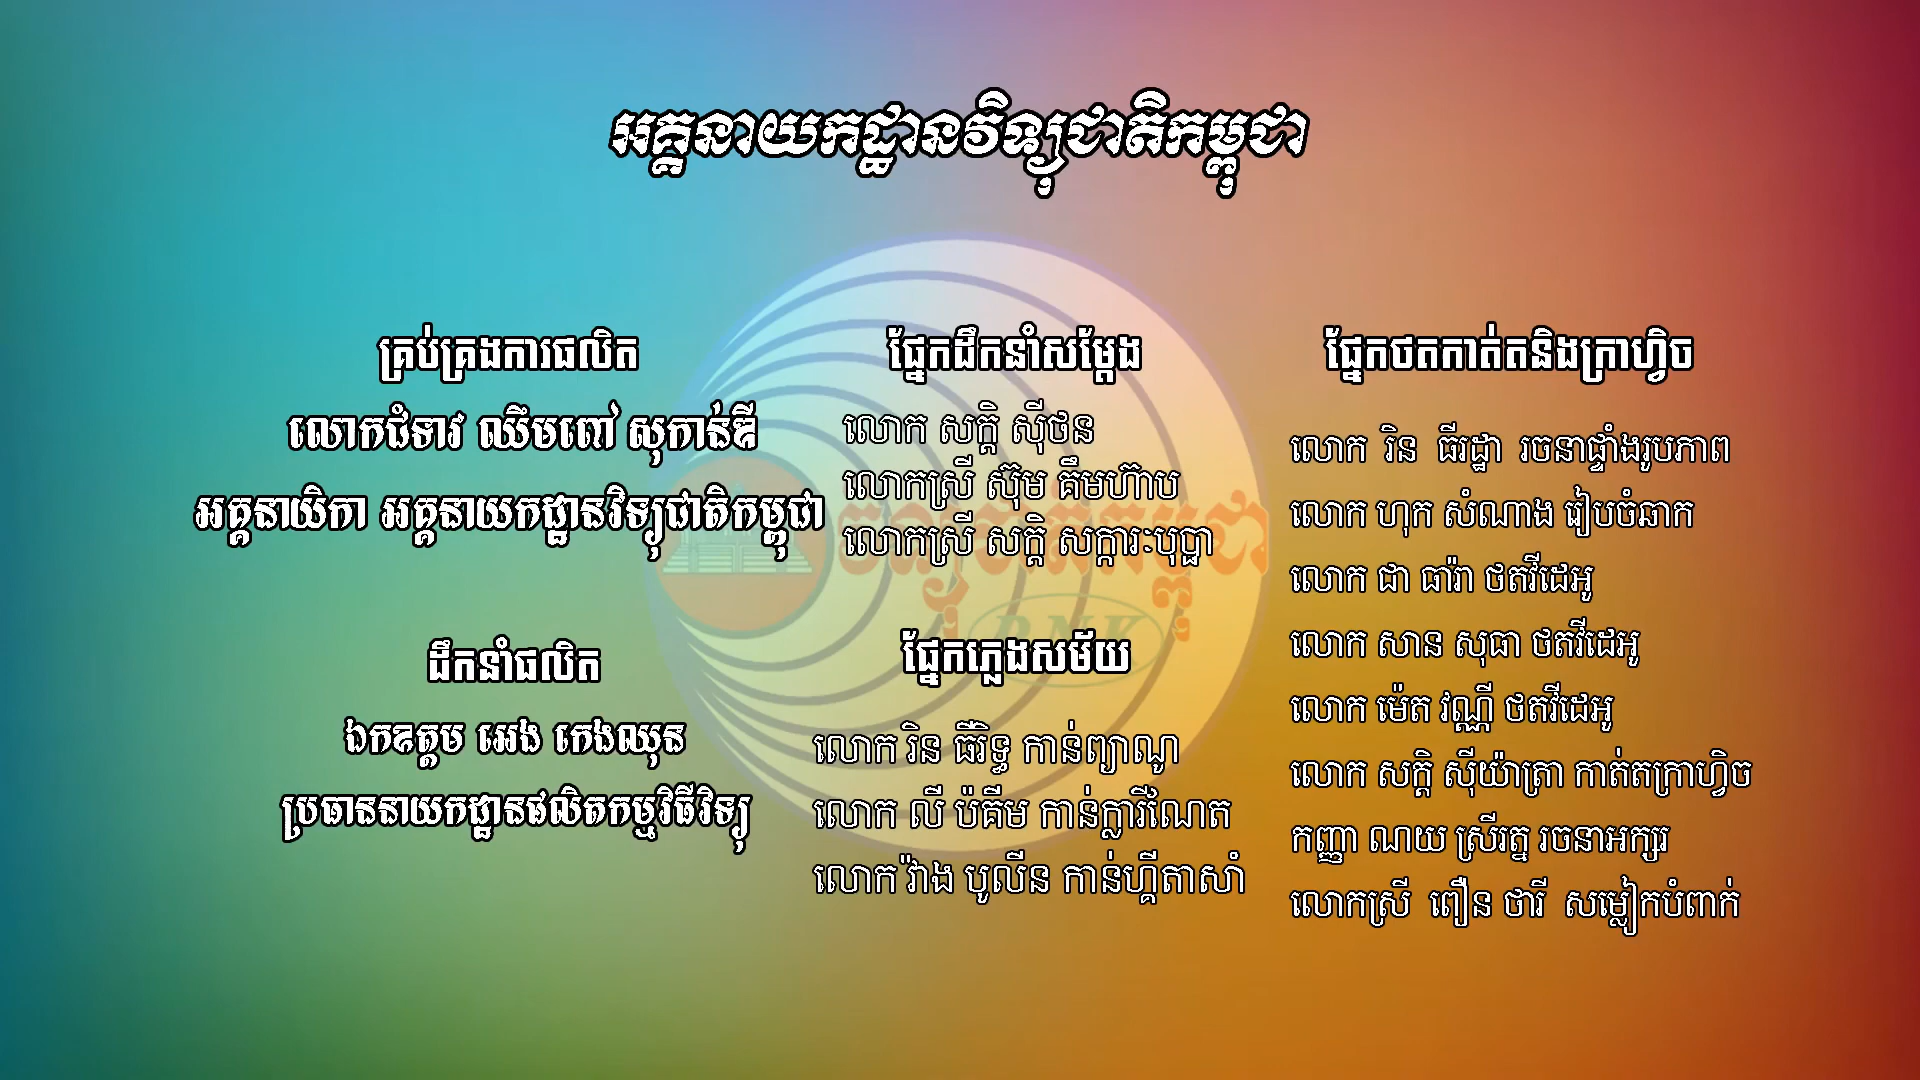 អគ្គនាយកដ្ឋានវិទ្យុជាតិកម្ពុជា
គ្រប់គ្រងការផលិត
លោកជំទាវ ឈឹមពៅ សុកាន់ឌី
អគ្គនាយិកា អគ្គនាយកដ្ឋានវិទ្យុជាតិកម្ពុជា
ដឹកនាំផលិត
ឯកឧត្តម អេង កេងឈុន
ប្រធាននាយកដ្ឋានផលិតកម្មវិធីវិទ្យុ
ផ្នែកដឹកនាំសម្ដែង
លោក សក្តិ ស៊ីថន
លោកស្រី ស៊ុម គឹមហ៊ាប
លោកស្រី សក្តិ សក្ការៈបុប្ផា
ផ្នែកភ្លេងសម័យ
លោក រិន ធីរិទ្ធ កាន់ព្យាណូ
លោក លី ប៉គីម កាន់ក្លារីណែត
លោក វ៉ាង បូលីន កាន់ហ្គីតាសាំ
ផ្នែកថតកាត់តនិងក្រាហ្វិច
លោក រិន ធីរដ្ឋា រចនាផ្ទាំងរូបភាព
លោក ហុក សំណាង រៀបចំឆាក
លោក ជា ធារ៉ា ថតវីដេអូ
លោក សាន សុធា ថតវីដេអូ
លោក ម៉េត វណ្ណី ថតវីដេអូ
លោក សក្តិ ស៊ីយ៉ាត្រា កាត់តក្រាហ្វិច
កញ្ញា ណយ ស្រីរត្ន រចនាអក្សរ
លោកស្រី ពឿន ថារី សម្លៀកបំពាក់
វិទ្យុជាតិកម្ពុជា
RNK